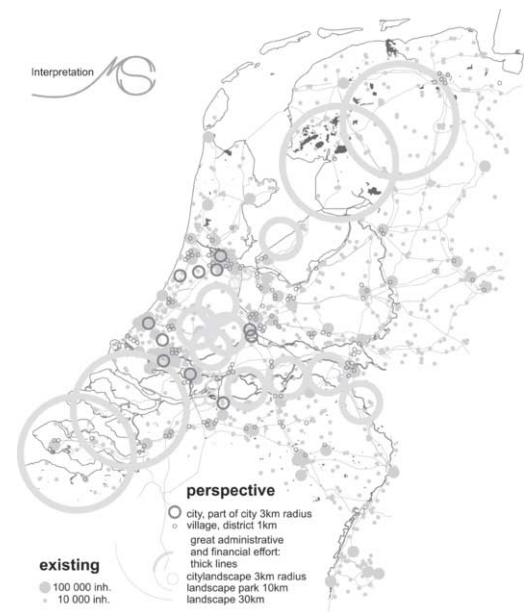 Interpretation MS
perspective
city, part of city 3km radius
village, district 1km
great administrative
and financial effort:
thick lines
citylandscape 3km radius
landscape park 10km
landscape 30km
existing
100 000 inh.
10 000 inh.